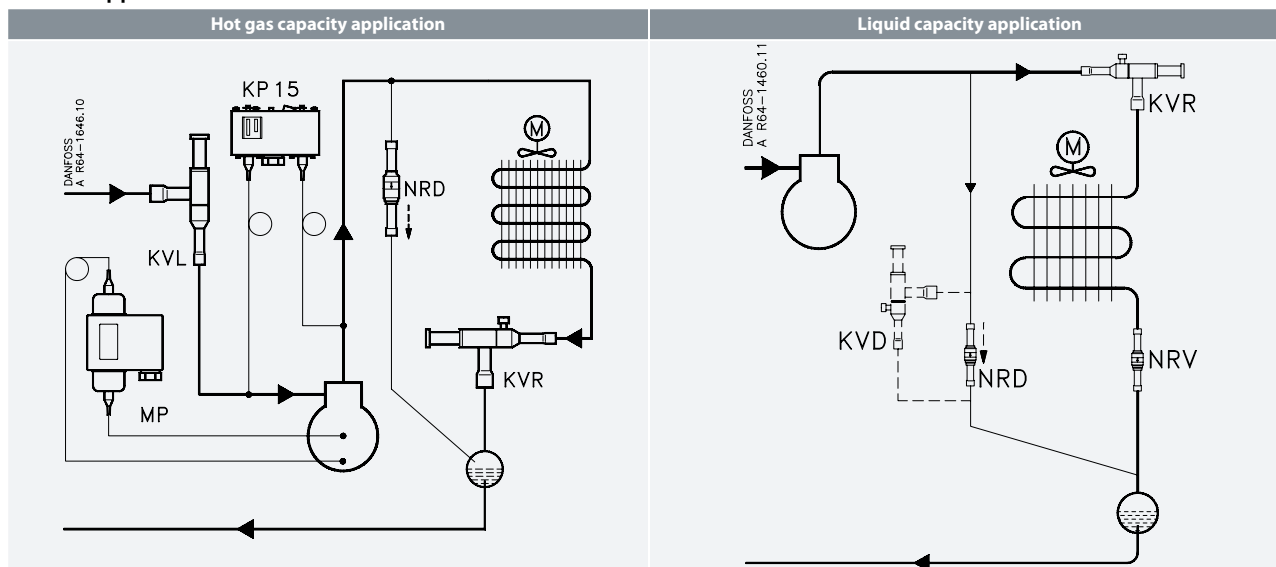 Hot gas capacity application
Liquid capacity application
DANFOSS
A R64-1646.10
KP 15
M
NRD
KVL
KVR
MP
DANFOSS
A R64-1460.11
KVR
M
KVD
NRD
NRV